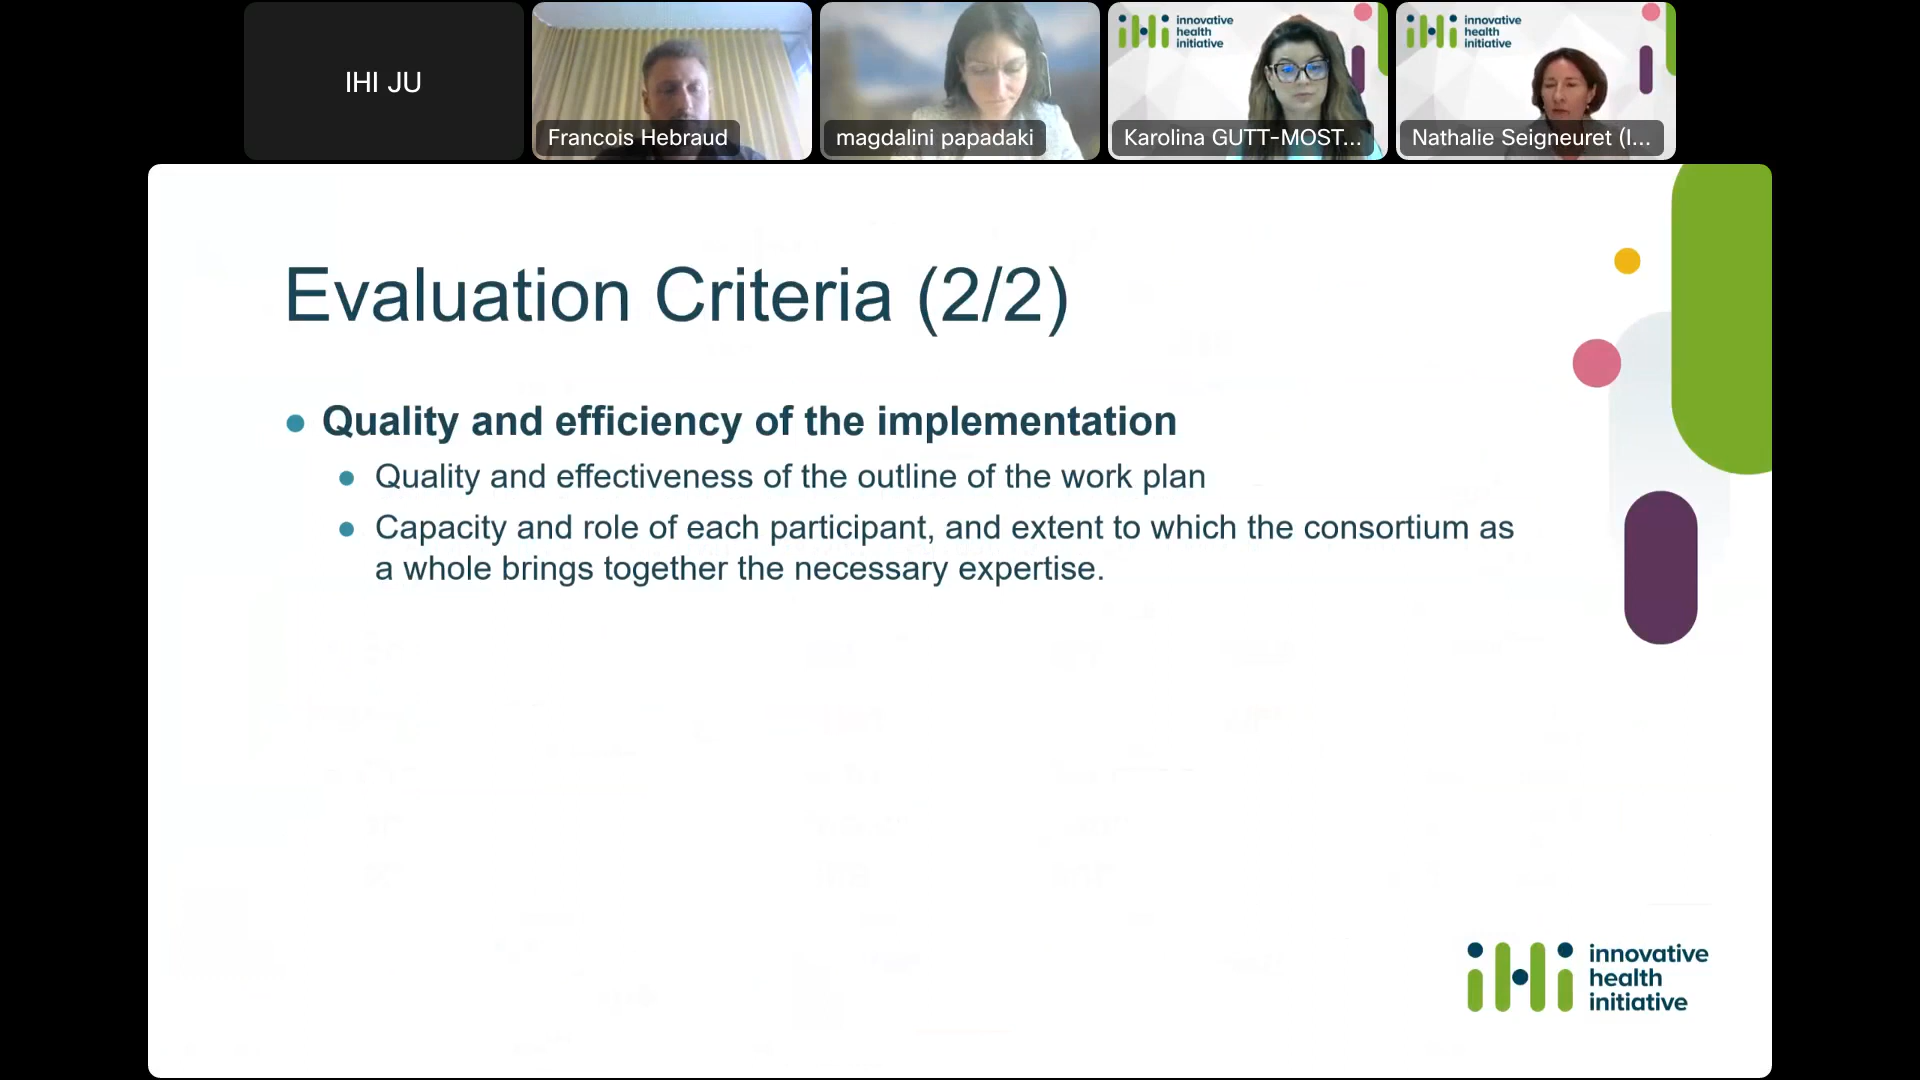 IHI JU
Francois Hebraud
magdalini papadaki
innovative
health
initiative
Karolina GUTT-MOST...
innovative
health
initiative
Nathalie Seigneuret (I...
Evaluation Criteria (2/2)
Quality and efficiency of the implementation
Quality and effectiveness of the outline of the work plan
Capacity and role of each participant, and extent to which the consortium as
a whole brings together the necessary expertise.
iHi
innovative
health
initiative